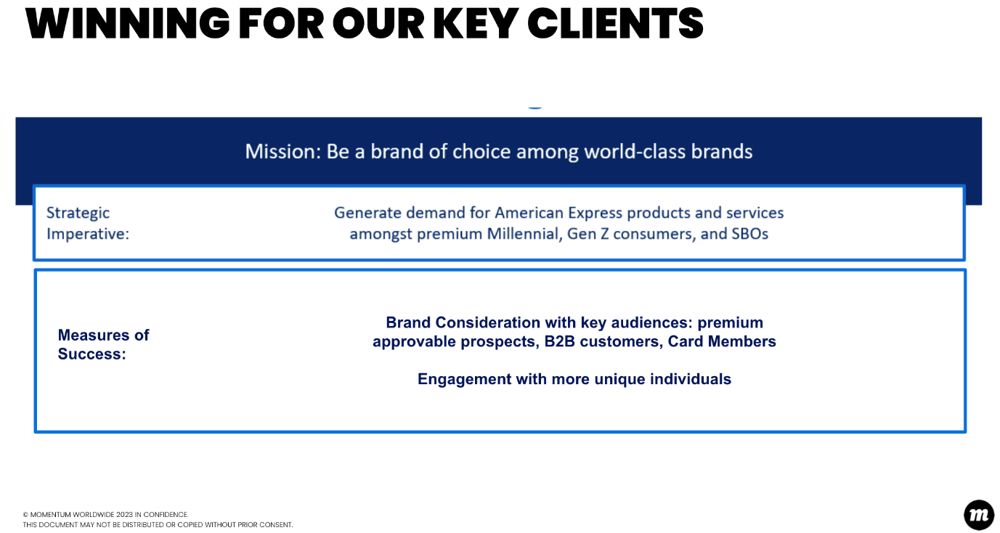 WINNING FOR OUR KEY CLIENTS
Mission: Be a brand of choice among world-class brands
Strategic
Imperative:
Generate demand for American Express products and services
amongst premium Millennial, Gen Z consumers, and SBOs
Measures of
Success:
Brand Consideration with key audiences: premium
approvable prospects, B2B customers, Card Members
Engagement with more unique individuals
© MOMENTUM WORLDWIDE 2023 IN CONFIDENCE.
THIS DOCUMENT MAY NOT BE DISTRIBUTED OR COPIED WITHOUT PRIOR CONSENT.
m